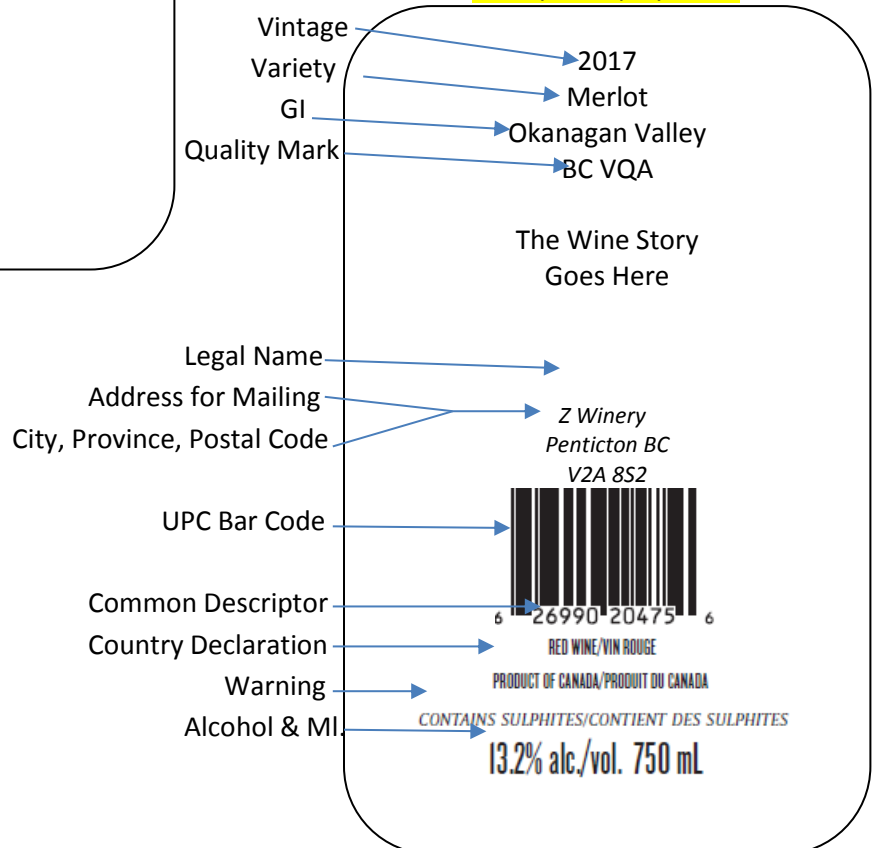 Vintage
Variety
GI
Quality Mark
2017
Merlot
Okanagan Valley
BC VQA
The Wine Story
Goes Here
Legal Name
Address for Mailing
City, Province, Postal Code
Z Winery
Penticton BC
V2A 8S2
UPC Bar Code
6 26990 20475 6
Common Descriptor
Country Declaration
Warning
Alcohol & Ml.
RED WINE/VIN ROUGE
PRODUCT OF CANADA/PRODUIT DU CANADA
CONTAINS SULPHITES/CONTIENT DES SULPHITES
13.2% alc./vol. 750 mL